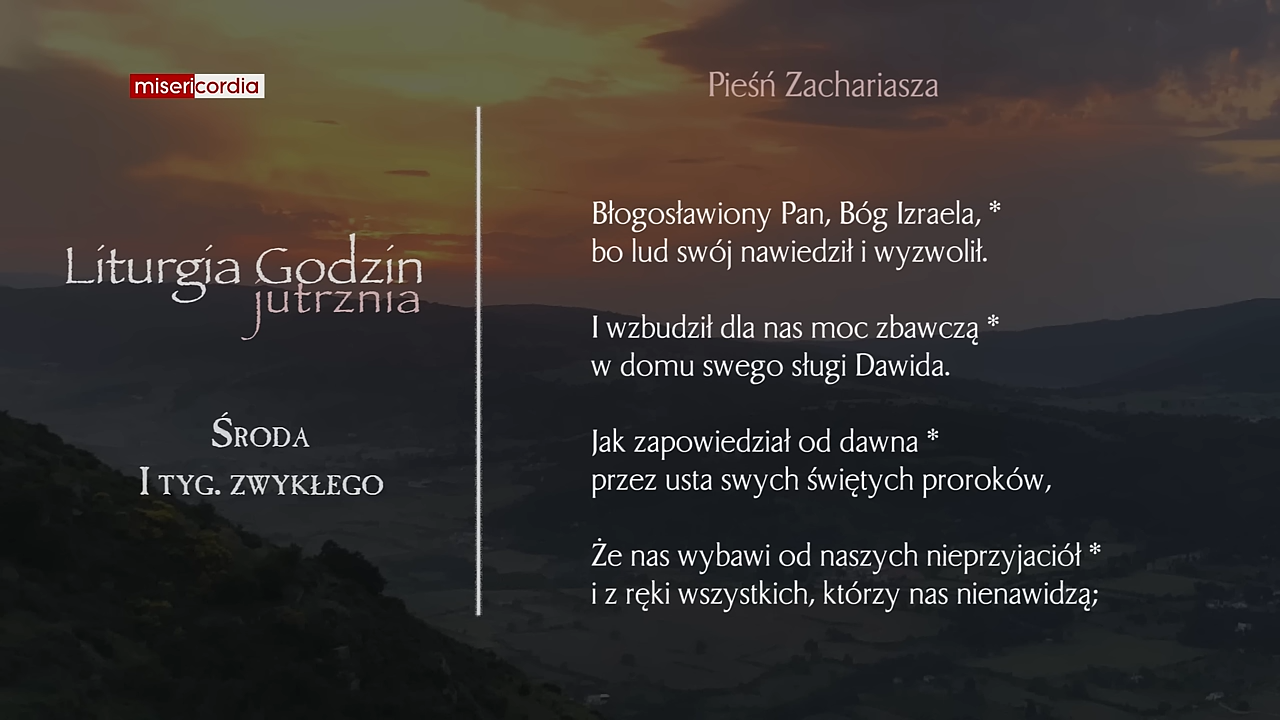 misericordia
Liturgia Godzin
jutrznia
Środa
I tyg. zwykłego
Pieśń Zachariasza
Błogosławiony Pan, Bóg Izraela, *
bo lud swój nawiedził i wyzwolił.
I wzbudził dla nas moc zbawczą *
w domu swego sługi Dawida.
Jak zapowiedział od dawna *
przez usta swych świętych proroków,
Że nas wybawi od naszych nieprzyjaciół *
i z ręki wszystkich, którzy nas nienawidzą;